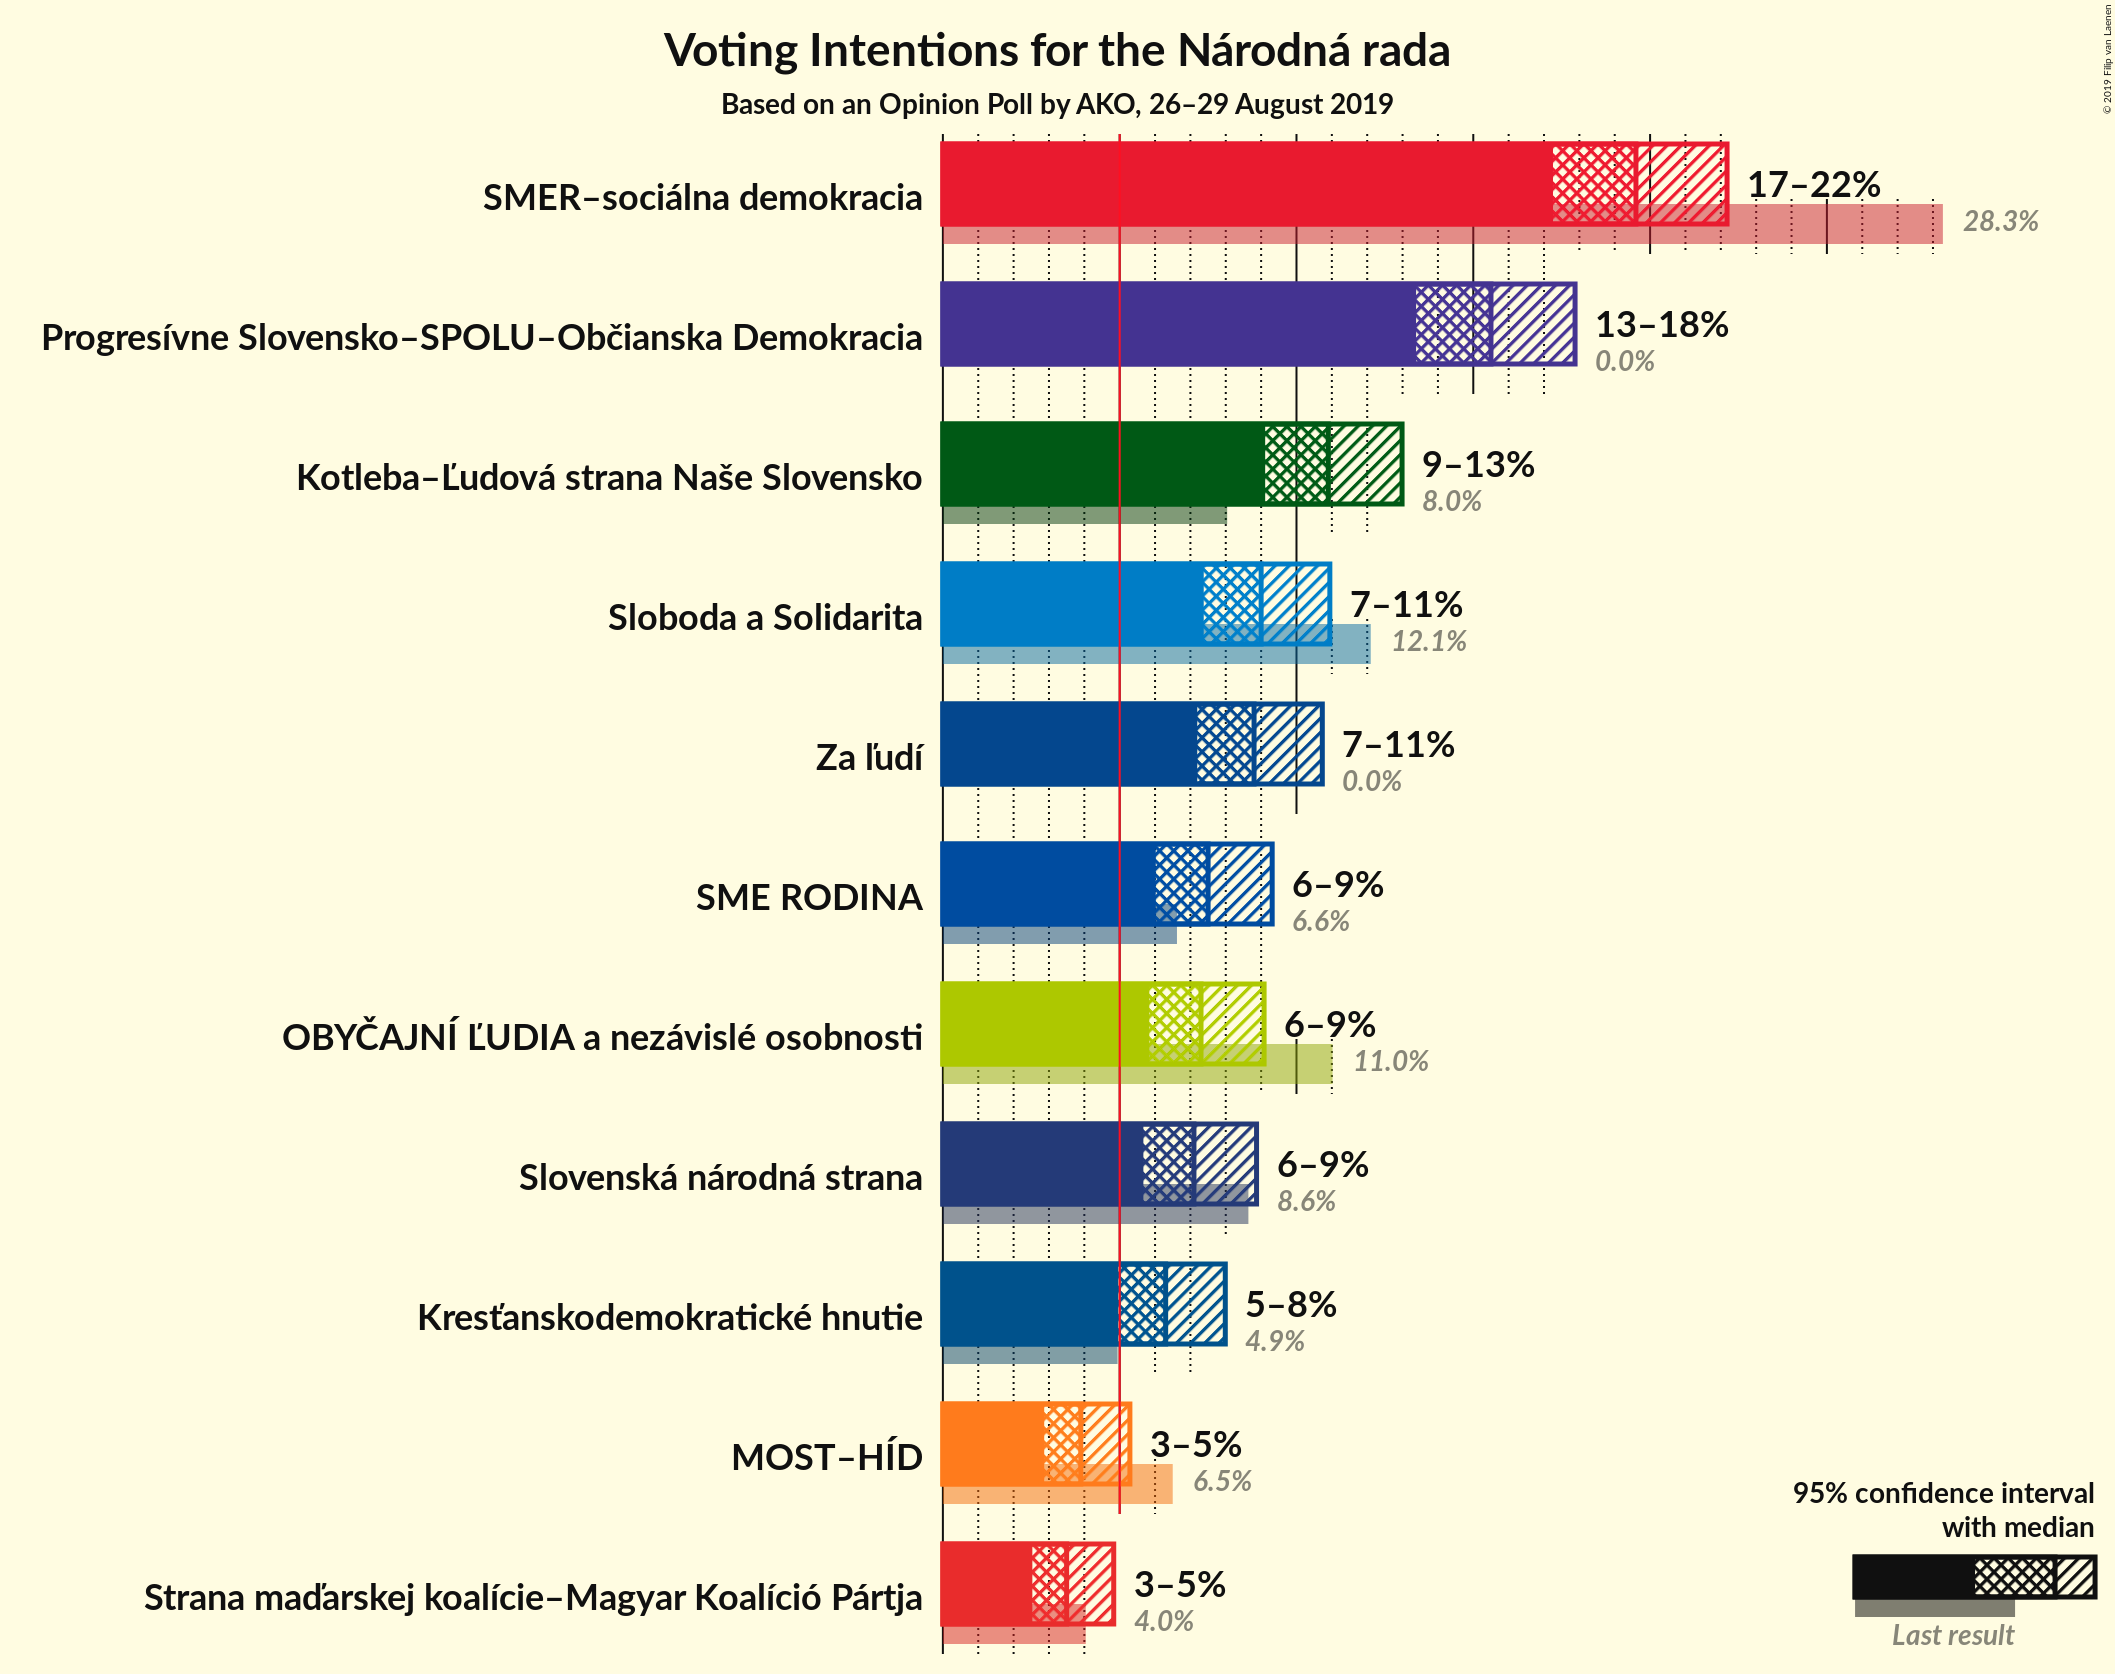 Voting Intentions for the Národná rada
Based on an Opinion Poll by AKO, 26–29 August 2019
© 2019 Filip van Laenen
SMER–sociálna demokracia
17–22%
28.3%
Progresívne Slovensko–SPOLU–Občianska Demokracia
13–18%
0.0%
Kotleba–Ľudová strana Naše Slovensko
9–13%
8.0%
Sloboda a Solidarita
7–11%
12.1%
Za ľudí
7–11%
0.0%
SME RODINA
6–9%
6.6%
OBYČAJNÍ ĽUDIA a nezávislé osobnosti
6–9%
11.0%
Slovenská národná strana
6–9%
8.6%
Kresťanskodemokratické hnutie
5–8%
4.9%
MOST–HÍD
3–5%
6.5%
Strana maďarskej koalície–Magyar Koalíció Pártja
3–5%
4.0%
95% confidence interval
with median
Last result